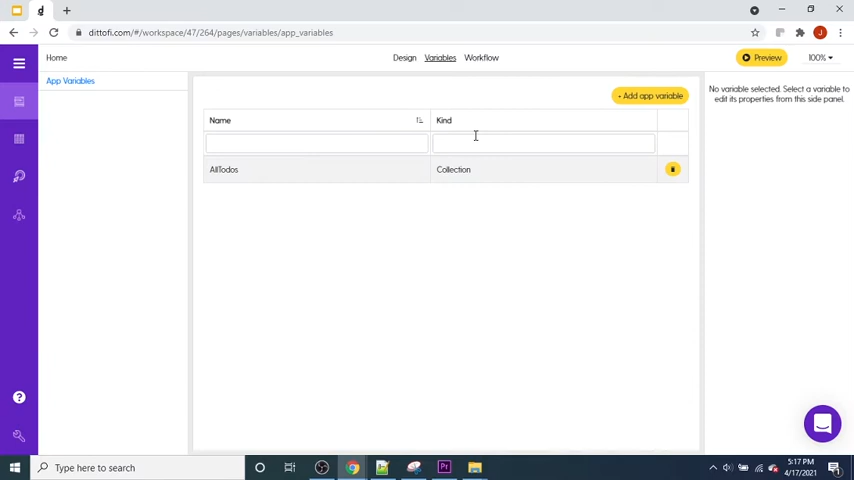 dittofi.com/#/workspace/47/264/pages/variables/app_variables
J
Home
Design Variables Workflow
Preview
100%
App Variables
+ Add app variable
Name Kind
AllTodos Collection
No variable selected. Select a variable to
edit its properties from this side panel.
?
Type here to search
Pr
5:17 PM
4/17/2021